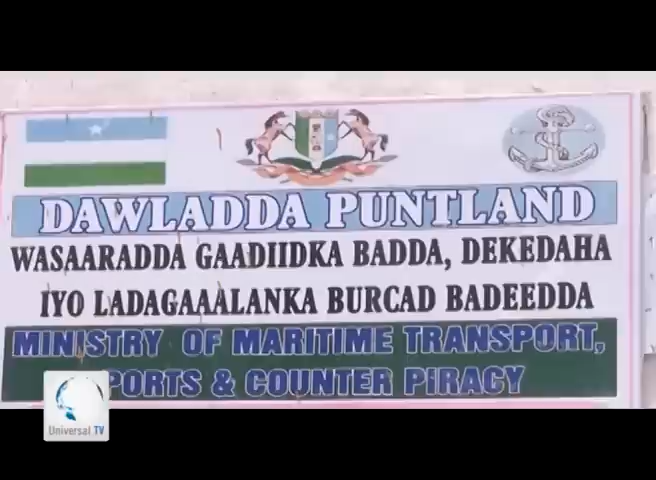 DAWLADDA PUNTLAND
WASAARADDA GAADIIDKA BADDA, DEKEDAHA
IYO LADAGAAALANKA BURCAD BADEEDDA
MINISTRY OF MARITIME TRANSPORT,
PORTS & COUNTER PIRACY
Universal TV